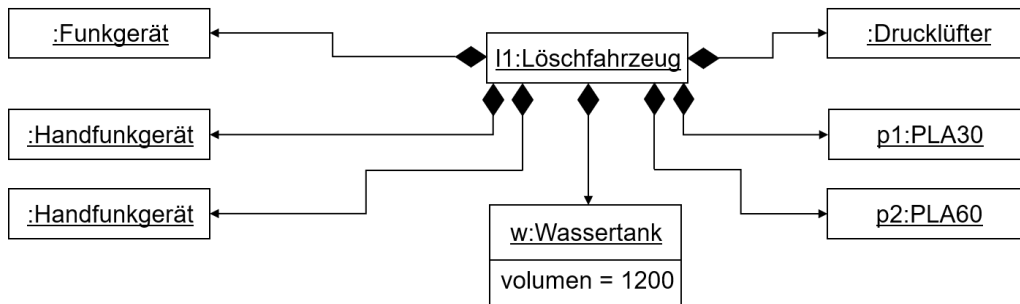 :Funkgerät
l1:Löschfahrzeug
:Drucklüfter
:Handfunkgerät
p1:PLA30
:Handfunkgerät
p2:PLA60
w:Wassertank
volumen = 1200